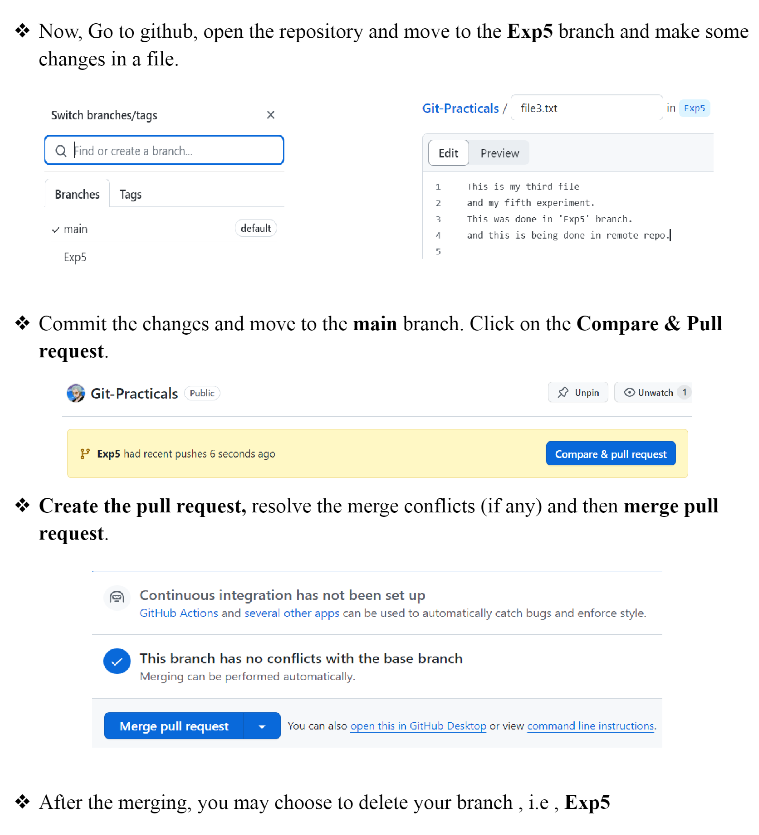 ❖ Now, Go to github, open the repository and move to the Exp5 branch and make some
changes in a file.
Switch branches/tags
Find or create a branch...
Branches Tags
main default
Exp5
Git-Practicals / file3.txt in Exp5
Edit Preview
1 This is my third file
2 and my fifth experiment.
3 This was done in 'Exp5' branch.
4 and this is being done in remote repo.
5
❖ Commit the changes and move to the main branch. Click on the Compare & Pull
request.
Git-Practicals Public Unpin Unwatch 1
Exp5 had recent pushes 6 seconds ago Compare & pull request
❖ Create the pull request, resolve the merge conflicts (if any) and then merge pull
request.
Continuous integration has not been set up
GitHub Actions and several other apps can be used to automatically catch bugs and enforce style.
This branch has no conflicts with the base branch
Merging can be performed automatically.
Merge pull request You can also open this in GitHub Desktop or view command line instructions.
❖ After the merging, you may choose to delete your branch , i.e , Exp5